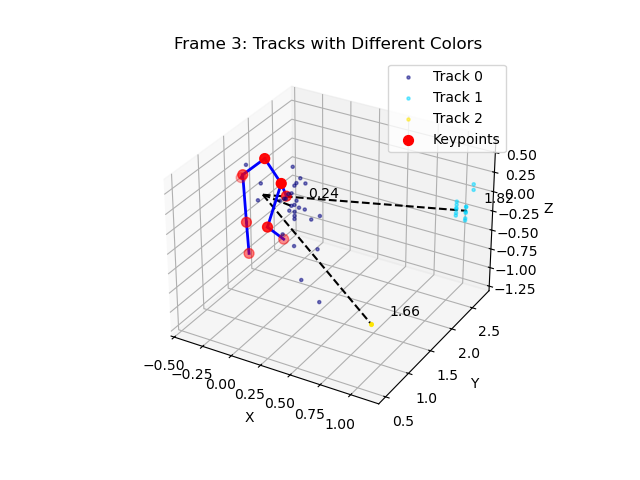 Frame 3: Tracks with Different Colors
Track 0
Track 1
Track 2
Keypoints
0.24
1.82
1.66
0.50
0.25
0.00
−0.25
−0.50
−0.75
−1.00
−1.25
Z
−0.50
−0.25
0.00
0.25
0.50
0.75
1.00
X
0.5
1.0
1.5
2.0
2.5
Y